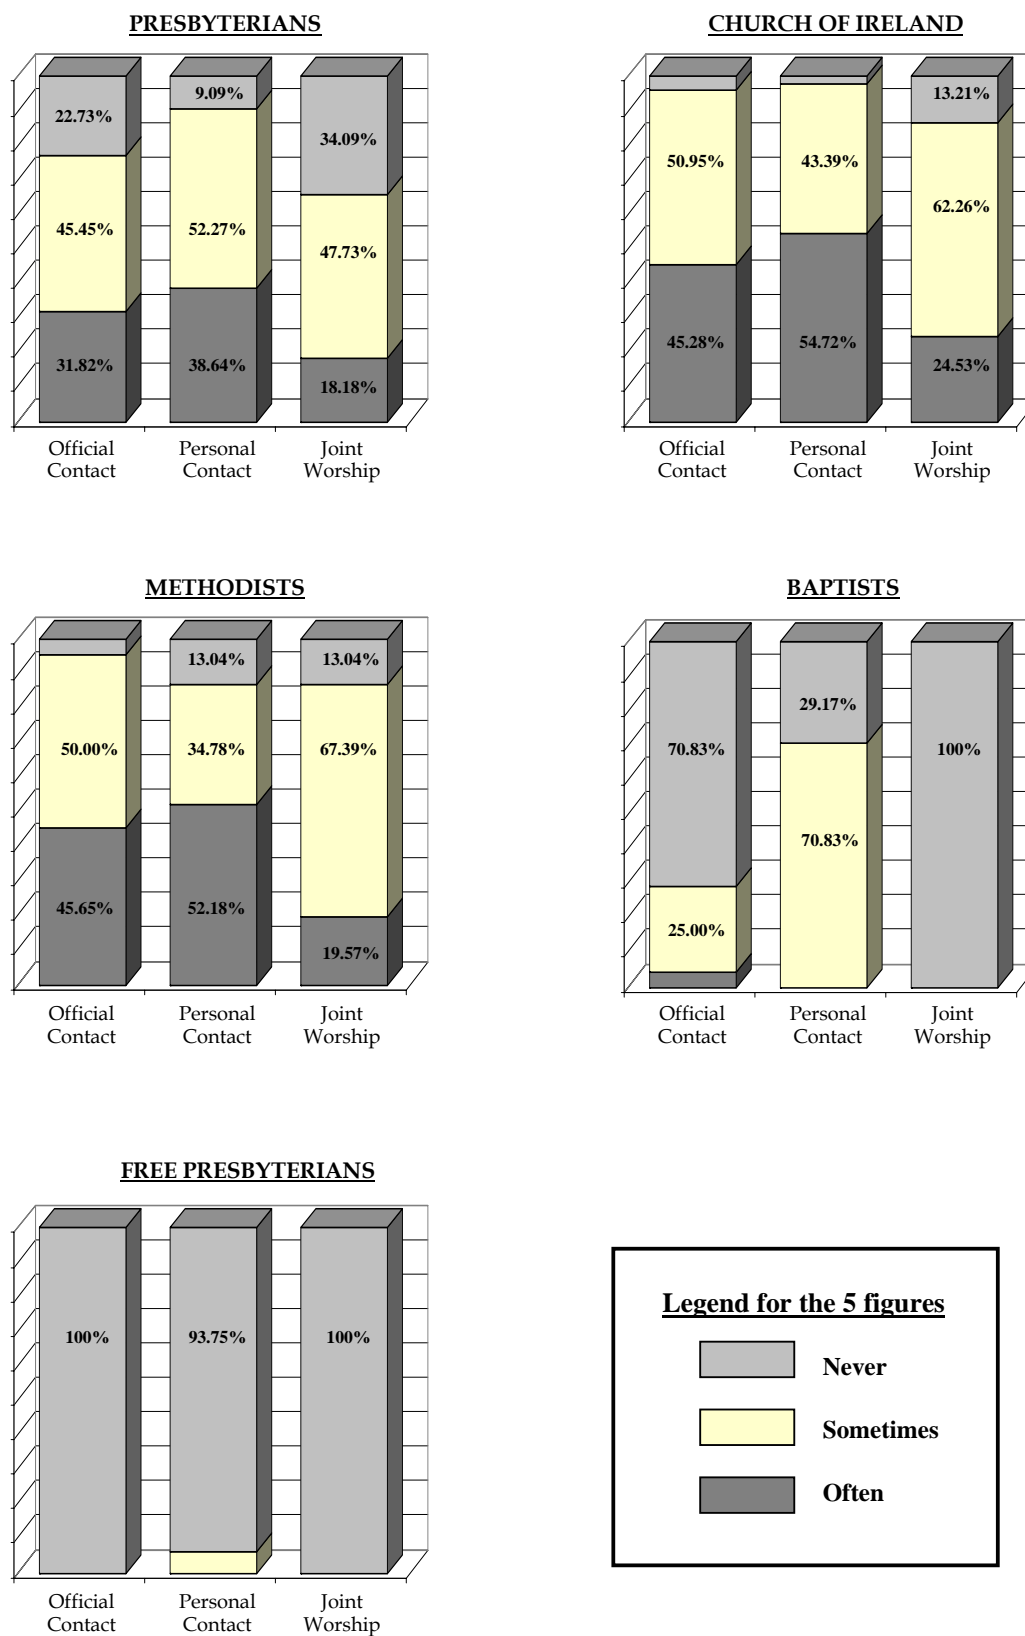 PRESBYTERIANS
22.73%
9.09%
34.09%
45.45%
52.27%
47.73%
31.82%
38.64%
18.18%
Official
Contact
Personal
Contact
Joint
Worship
CHURCH OF IRELAND
13.21%
50.95%
43.39%
62.26%
45.28%
54.72%
24.53%
Official
Contact
Personal
Contact
Joint
Worship
METHODISTS
13.04%
13.04%
50.00%
34.78%
67.39%
45.65%
52.18%
19.57%
Official
Contact
Personal
Contact
Joint
Worship
BAPTISTS
29.17%
70.83%
100%
70.83%
25.00%
Official
Contact
Personal
Contact
Joint
Worship
FREE PRESBYTERIANS
100%
93.75%
100%
Official
Contact
Personal
Contact
Joint
Worship
Legend for the 5 figures
Never
Sometimes
Often